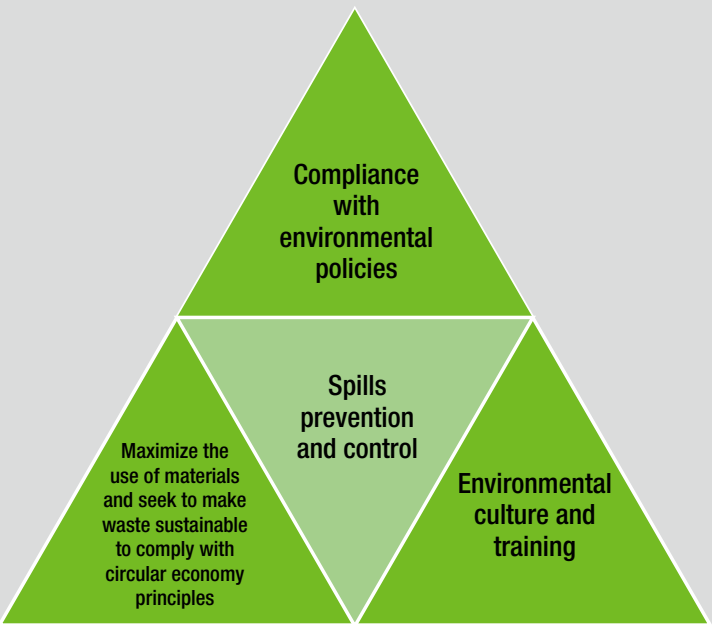 Compliance
with
environmental
policies
Spills
prevention
and control
Maximize the
use of materials
and seek to make
waste sustainable
to comply with
circular economy
principles
Environmental
culture and
training